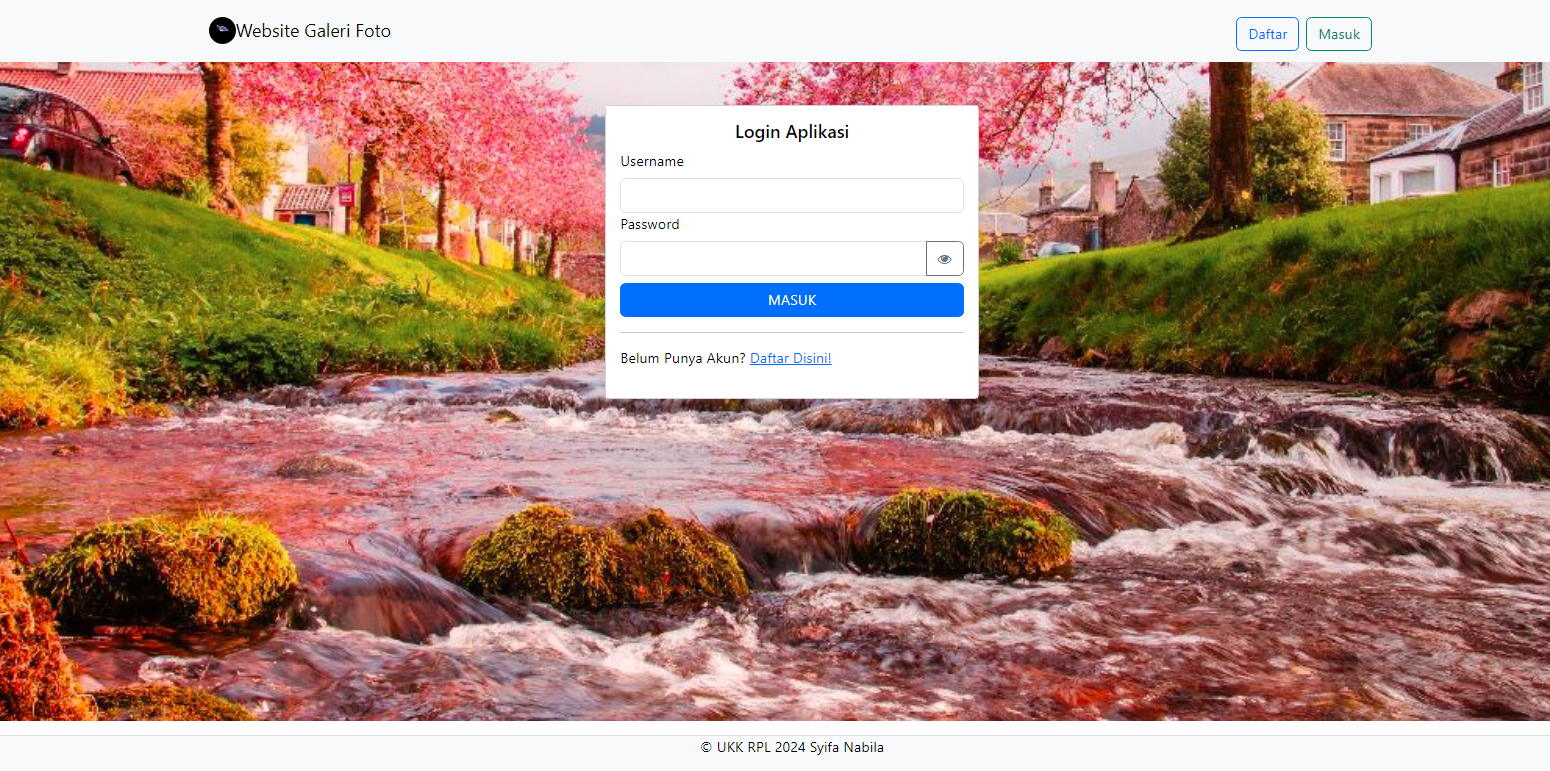 Website Galeri Foto
Daftar
Masuk
Login Aplikasi
Username
Password
MASUK
Belum Punya Akun? Daftar Disini!
© UKK RPL 2024 Syifa Nabila